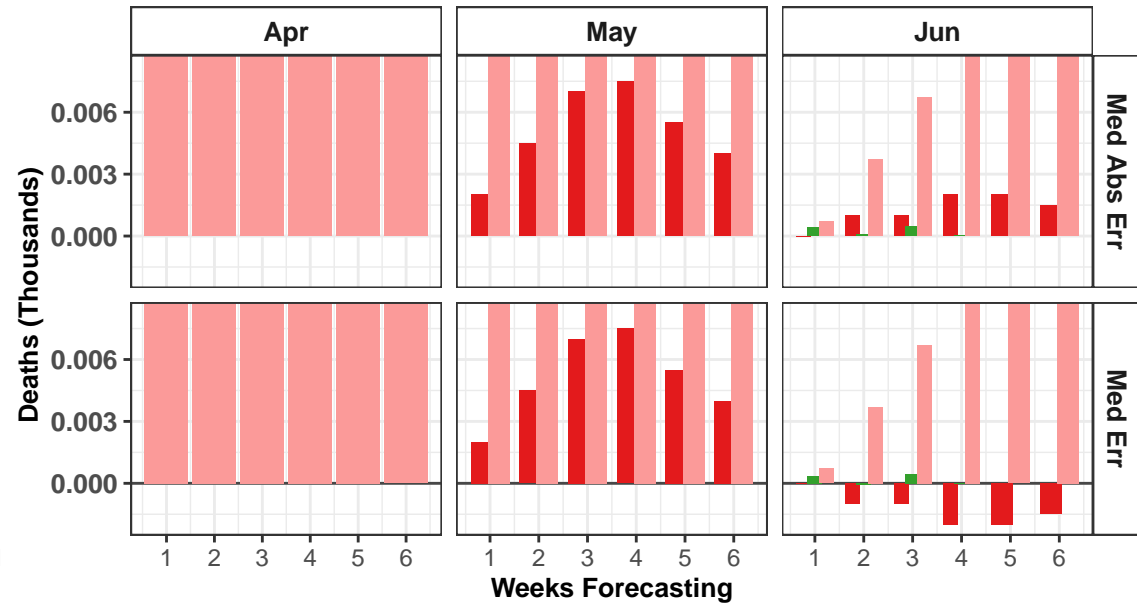 Apr May Jun
0.006
0.003
0.000
Med Abs Err
0.006
0.003
0.000
Med Err
Deaths (Thousands)
1 2 3 4 5 6 1 2 3 4 5 6 1 2 3 4 5 6
Weeks Forecasting